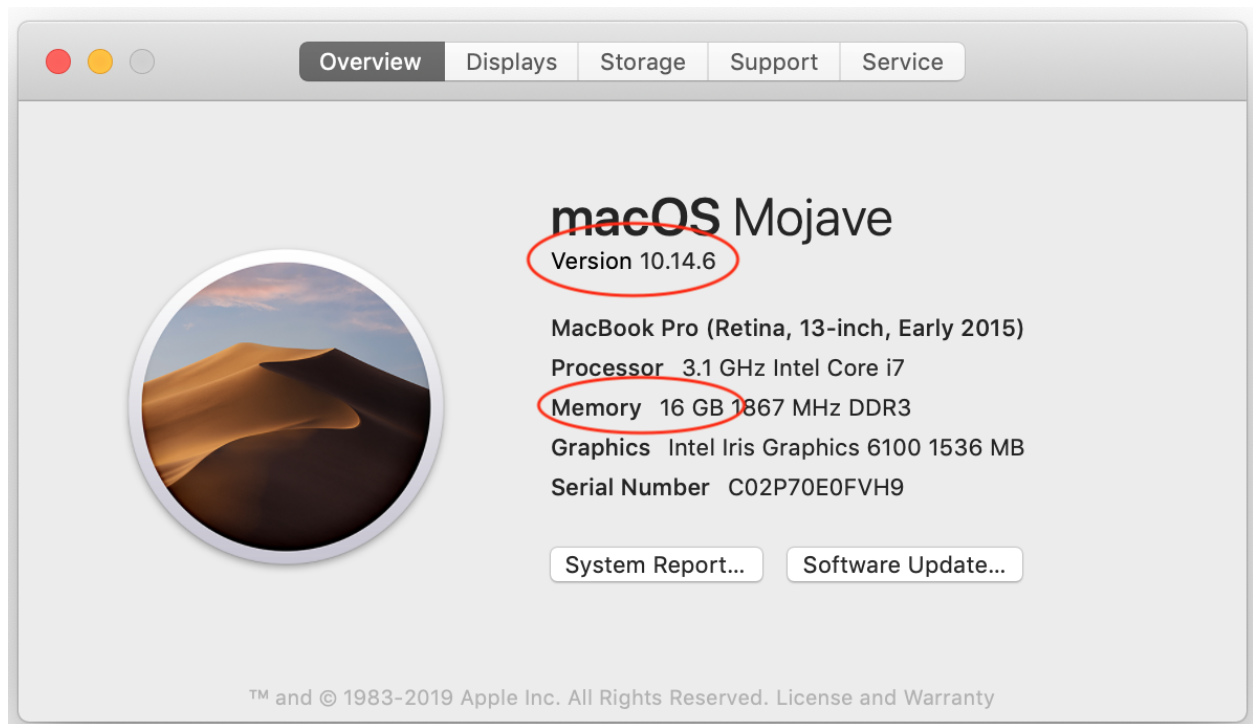 Overview Displays Storage Support Service
macOS Mojave
Version 10.14.6
MacBook Pro (Retina, 13-inch, Early 2015)
Processor 3.1 GHz Intel Core i7
Memory 16 GB 1867 MHz DDR3
Graphics Intel Iris Graphics 6100 1536 MB
Serial Number C02P70E0FVH9
System Report... Software Update...
™ and © 1983-2019 Apple Inc. All Rights Reserved. License and Warranty